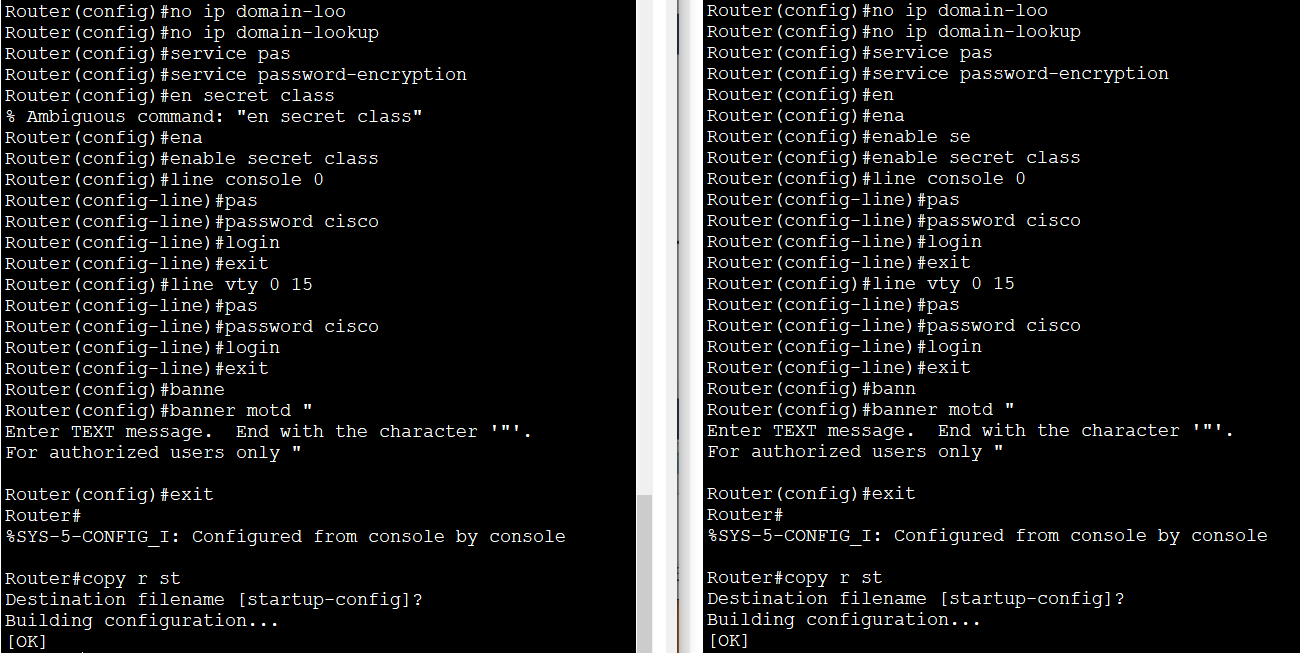 Router(config)#no ip domain-loo
Router(config)#no ip domain-lookup
Router(config)#service pas
Router(config)#service password-encryption
Router(config)#en secret class
% Ambiguous command: "en secret class"
Router(config)#ena
Router(config)#enable secret class
Router(config)#line console 0
Router(config-line)#pas
Router(config-line)#password cisco
Router(config-line)#login
Router(config-line)#exit
Router(config)#line vty 0 15
Router(config-line)#pas
Router(config-line)#password cisco
Router(config-line)#login
Router(config-line)#exit
Router(config)#banne
Router(config)#banner motd "
Enter TEXT message.  End with the character '"'.
For authorized users only "

Router(config)#exit
Router#
%SYS-5-CONFIG_I: Configured from console by console

Router#copy r st
Destination filename [startup-config]?
Building configuration...
[OK]
Router(config)#no ip domain-loo
Router(config)#no ip domain-lookup
Router(config)#service pas
Router(config)#service password-encryption
Router(config)#en
Router(config)#ena
Router(config)#enable se
Router(config)#enable secret class
Router(config)#line console 0
Router(config-line)#pas
Router(config-line)#password cisco
Router(config-line)#login
Router(config-line)#exit
Router(config)#line vty 0 15
Router(config-line)#pas
Router(config-line)#password cisco
Router(config-line)#login
Router(config-line)#exit
Router(config)#bann
Router(config)#banner motd "
Enter TEXT message.  End with the character '"'.
For authorized users only "

Router(config)#exit
Router#
%SYS-5-CONFIG_I: Configured from console by console

Router#copy r st
Destination filename [startup-config]?
Building configuration...
[OK]